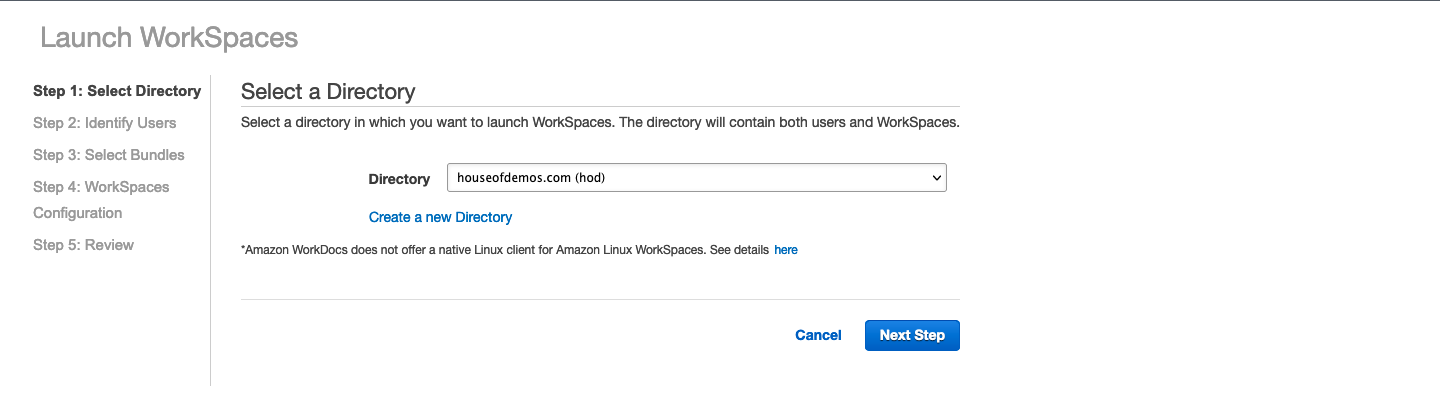 Launch WorkSpaces
Step 1: Select Directory
Step 2: Identify Users
Step 3: Select Bundles
Step 4: WorkSpaces
Configuration
Step 5: Review
Select a Directory
Select a directory in which you want to launch WorkSpaces. The directory will contain both users and WorkSpaces.
Directory houseofdemos.com (hod)
Create a new Directory
*Amazon WorkDocs does not offer a native Linux client for Amazon Linux WorkSpaces. See details here
Cancel Next Step